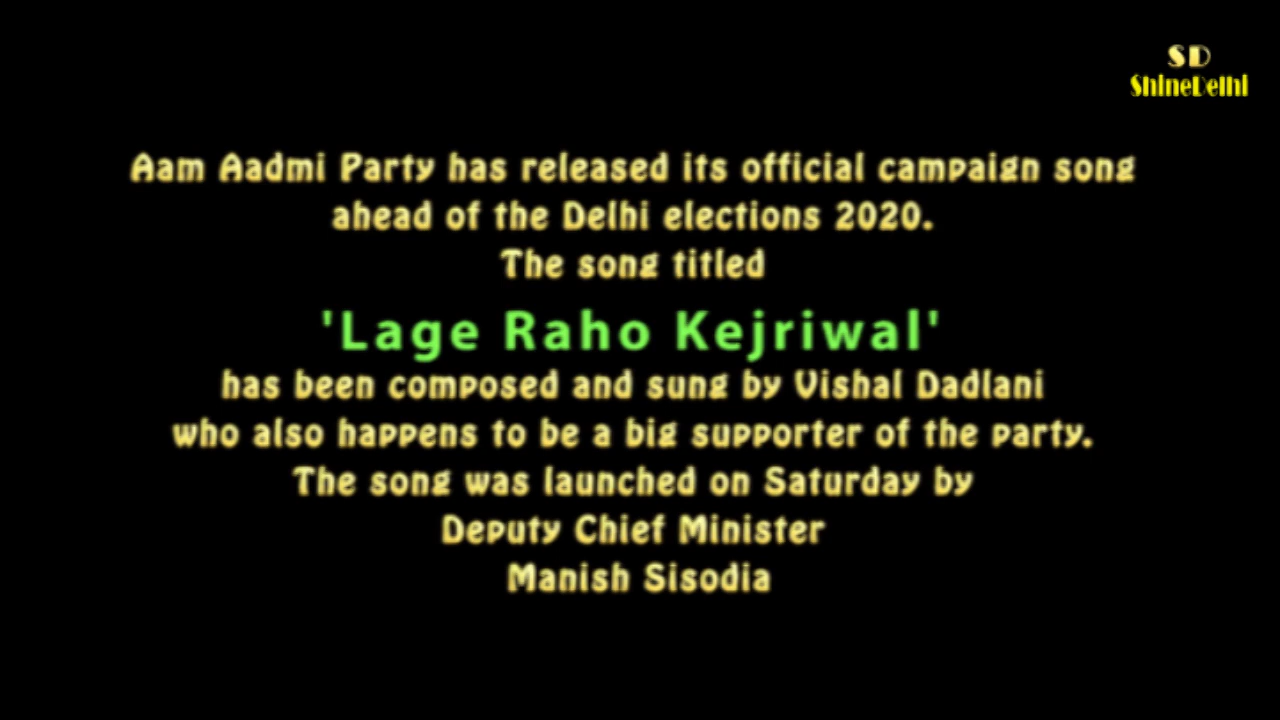 SD
ShineDelhi
Aam Aadmi Party has released its official campaign song
ahead of the Delhi elections 2020.
The song titled
'Lage Raho Kejriwal'
has been composed and sung by Vishal Dadlani
who also happens to be a big supporter of the party.
The song was launched on Saturday by
Deputy Chief Minister
Manish Sisodia